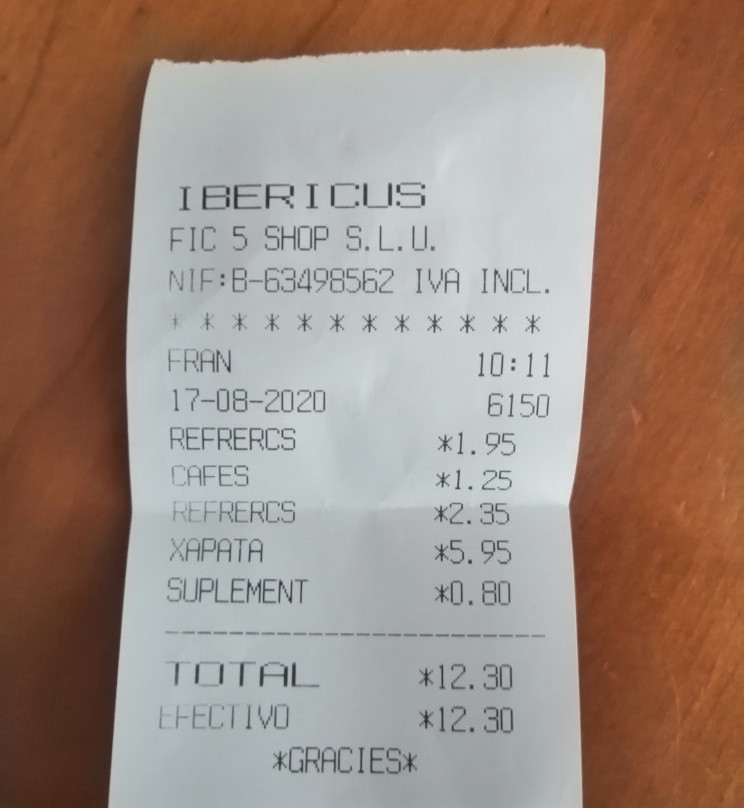 IBERICUS
FIC 5 SHOP S.L.U.
NIF:B-63498562 IVA INCL.
* * * * * * * * * * * *
FRAN 10:11
17-08-2020 6150
REFRERCS *1.95
CAFES *1.25
REFRERCS *2.35
XAPATA *5.95
SUPLEMENT *0.80
------------------------
TOTAL *12.30
EFECTIVO *12.30
*GRACIES*